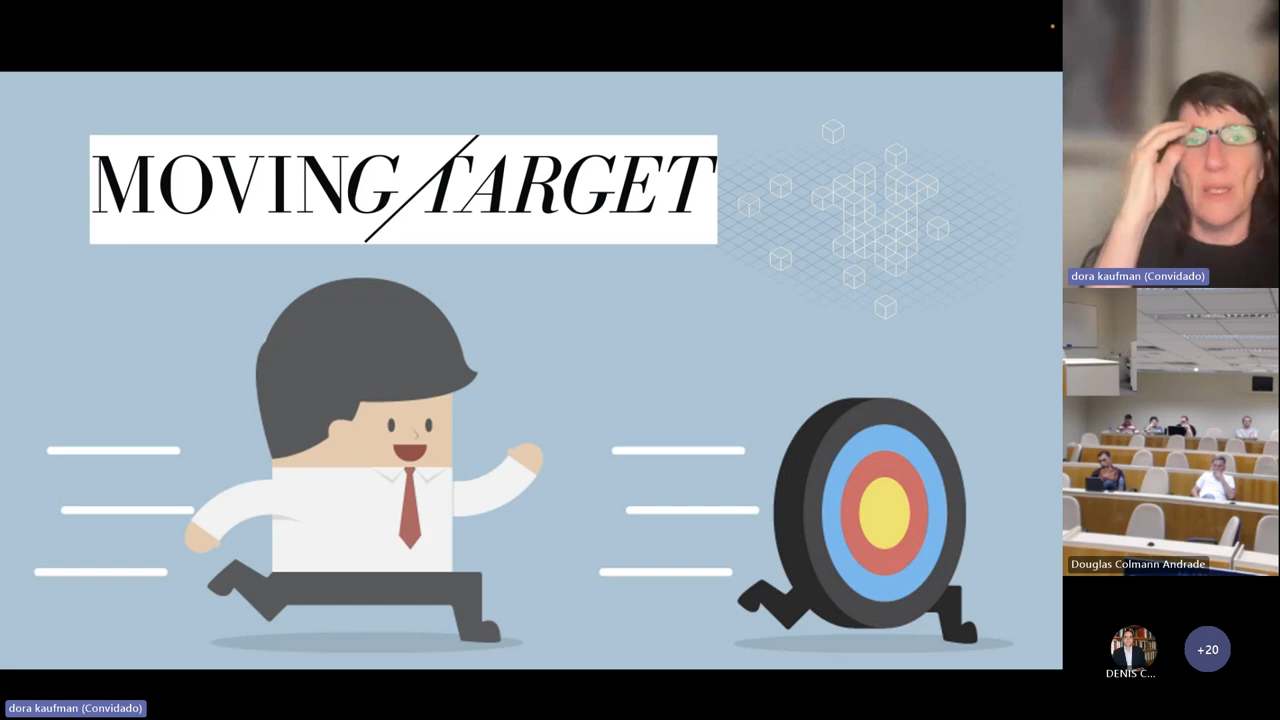 MOVING TARGET
dora kaufman (Convidado)
Douglas Colmann Andrade
DENIS C...
+20
dora kaufman (Convidado)